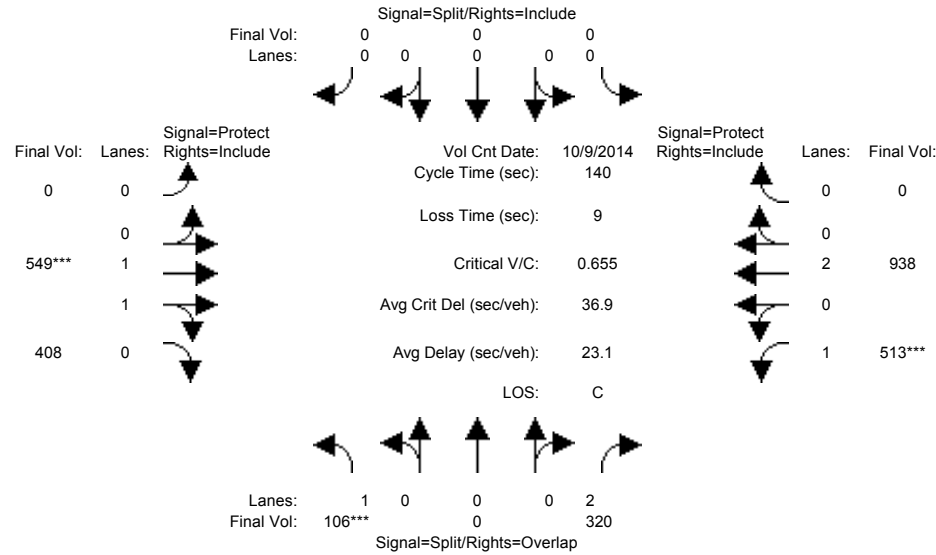 Signal=Split/Rights=Include
Final Vol: 0 0 0
Lanes: 0 0 0 0 0
Signal=Protect Signal=Protect
Final Vol: Lanes: Rights=Include Vol Cnt Date: 10/9/2014 Rights=Include Lanes: Final Vol:
Cycle Time (sec): 140
0 0 0 0
Loss Time (sec): 9
0 0
549*** 1 Critical V/C: 0.655 2 938
1 Avg Crit Del (sec/veh): 36.9 0
408 0 Avg Delay (sec/veh): 23.1 1 513***
LOS: C
Lanes: 1 0 0 0 2
Final Vol: 106*** 0 320
Signal=Split/Rights=Overlap